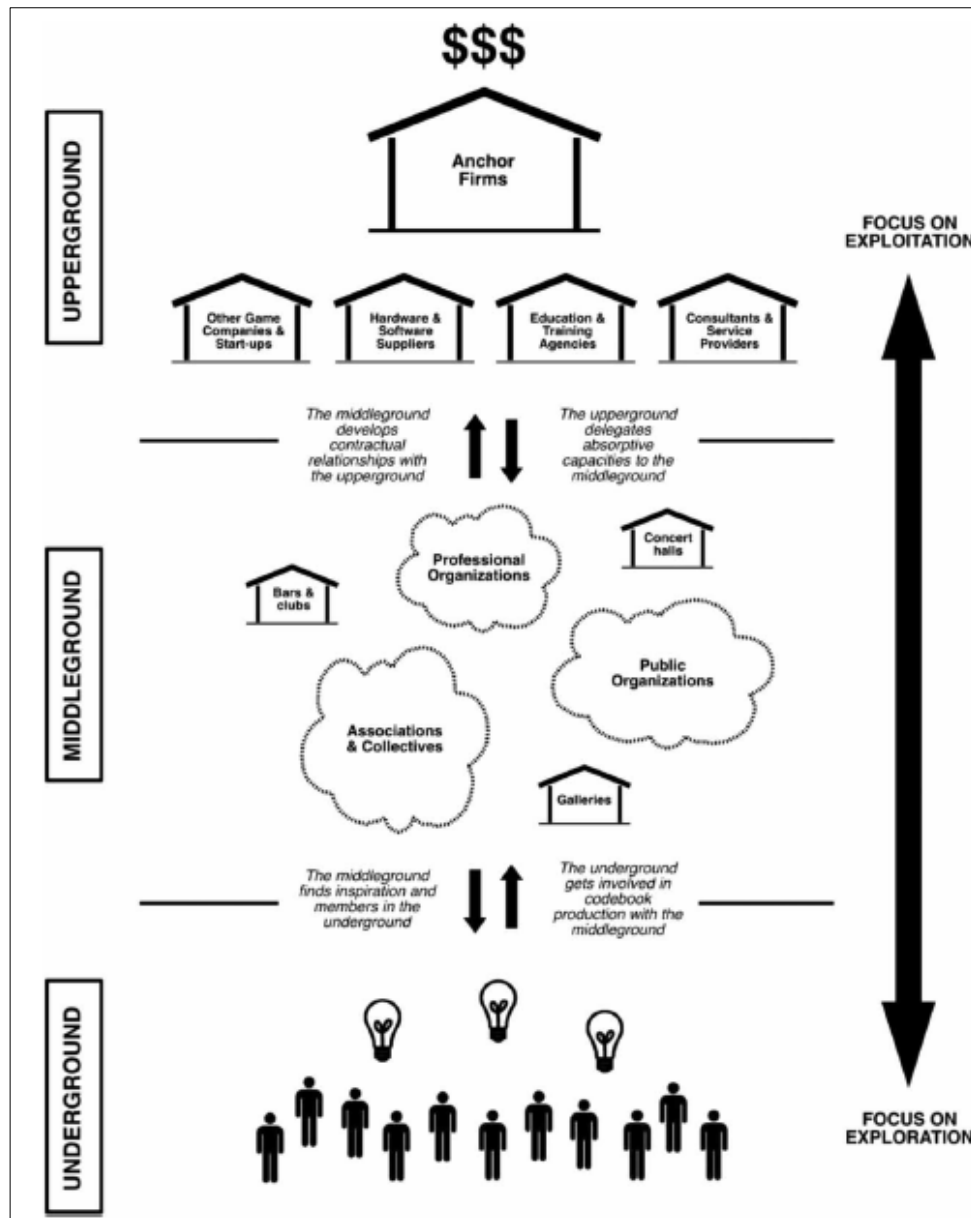 $$$
UPPERGROUND
Anchor
Firms
FOCUS ON
EXPLOITATION
Other Game
Companies &
Start-ups
Hardware &
Software
Suppliers
Education &
Training
Agencies
Consultants &
Service
Providers
The middleground
develops
contractual
relationships with
the upperground
The upperground
delegates
absorptive
capacities to the
middleground
MIDDLEGROUND
Professional
Organizations
Concert
halls
Bars &
clubs
Public
Organizations
Associations
& Collectives
Galleries
The middleground
finds inspiration and
members in the
underground
The underground
gets involved in
codebook
production with the
middleground
UNDERGROUND
FOCUS ON
EXPLORATION